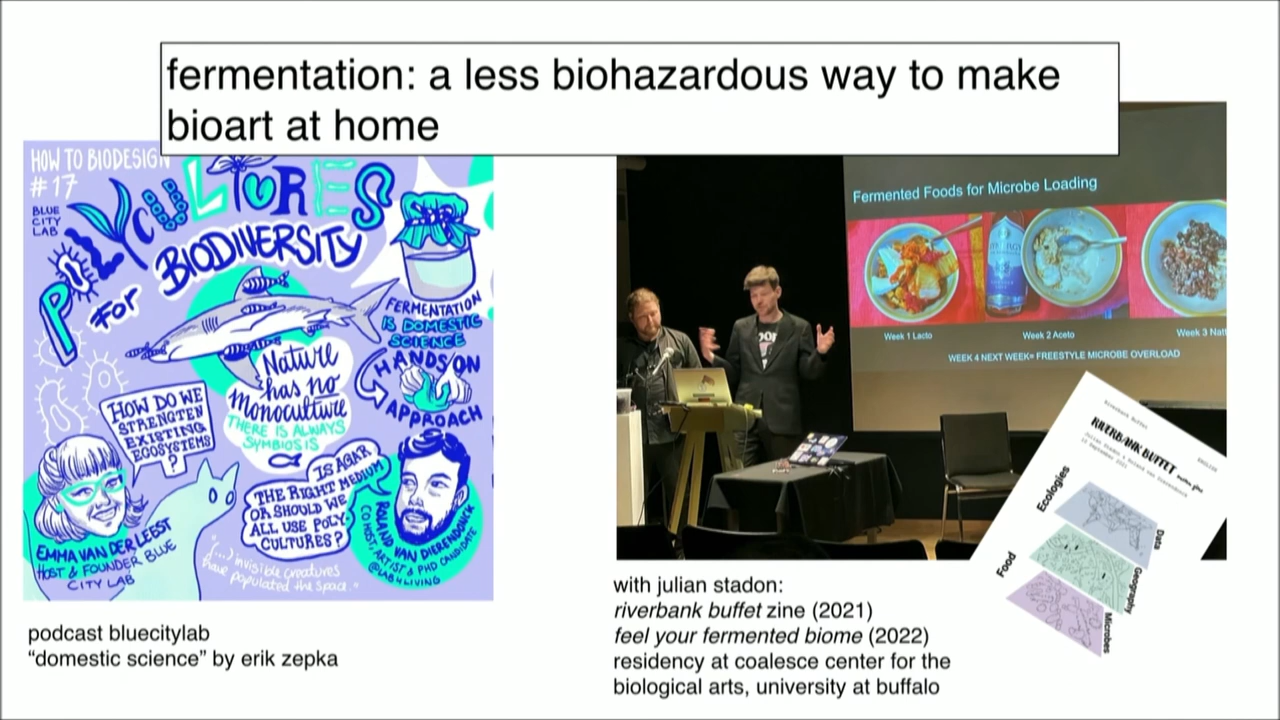 fermentation: a less biohazardous way to make
bioart at home
HOW TO BIODESIGN
# 17
BLUE
CITY
LAB
POLYCULTURES
FOR BIODIVERSITY
FERMENTATION
IS DOMESTIC
SCIENCE
HANDS ON
APPROACH
Nature
has no
Monoculture
THERE IS ALWAYS
SYMBIOSIS
HOW DO WE
STRENGTEN
EXISTING
ECOSYSTEMS
?
IS AGAR
THE RIGHT MEDIUM
OR SHOULD WE
ALL USE POLY-
CULTURES?
EMMA VAN DER LEEST
HOST & FOUNDER BLUE
CITY LAB
ROLAND VAN DIERENDONCK
CO HOST, ARTIST & PHD CANDIDATE
@LAB4LIVING
"(...) invisible creatures
have populated the space."
podcast bluecitylab
“domestic science” by erik zepka
Fermented Foods for Microbe Loading
Week 1 Lacto
Week 2 Aceto
Week 3 Natt
WEEK 4 NEXT WEEK= FREESTYLE MICROBE OVERLOAD
Riverbank Buffet
RIVERBANK BUFFET
ENGLISH
Ecologies
Data
Food
Geography
Microbes
with julian stadon:
riverbank buffet zine (2021)
feel your fermented biome (2022)
residency at coalesce center for the
biological arts, university at buffalo